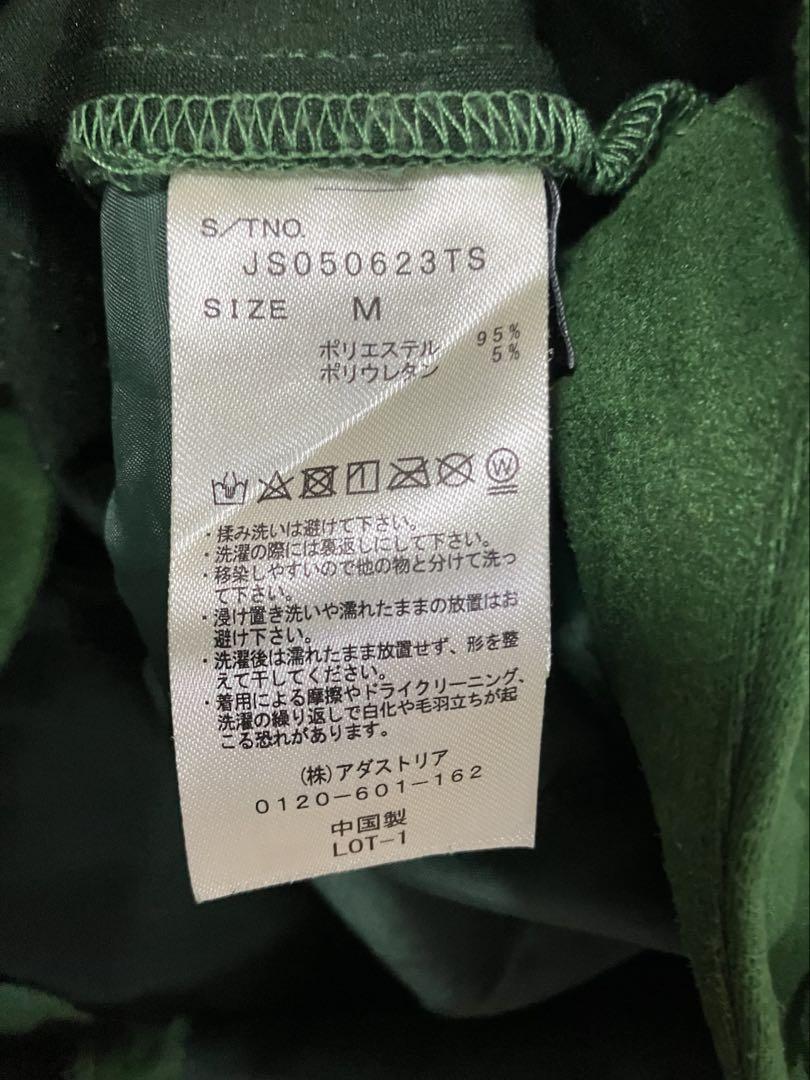 S/TNO.
JS050623TS
SIZE M
ポリエステル 95%
ポリウレタン 5%
W
・揉み洗いは避けて下さい。
・洗濯の際には裏返しにして下さい。
・移染しやすいので他の物と分けて洗っ
て下さい。
・浸け置き洗いや濡れたままの放置はお
避け下さい。
・洗濯後は濡れたまま放置せず、形を整
えて干してください。
・着用による摩擦やドライクリーニング、
洗濯の繰り返しで白化や毛羽立ちが起
こる恐れがあります。
(株)アダストリア
0120-601-162
中国製
LOT-1